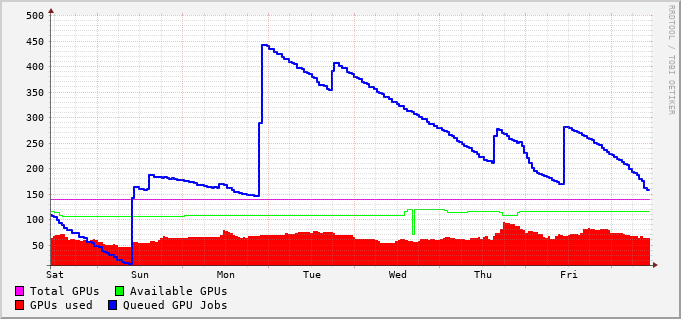 500
450
400
350
300
250
200
150
100
50
Sat Sun Mon Tue Wed Thu Fri
Total GPUs Available GPUs
GPUs used Queued GPU Jobs
RRDTOOL / TOBI OETIKER